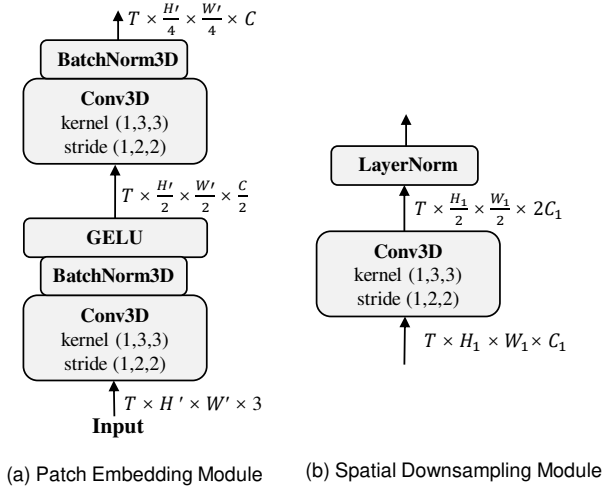 T × H′/4 × W′/4 × C
BatchNorm3D
Conv3D
kernel (1,3,3)
stride (1,2,2)
T × H′/2 × W′/2 × C/2
GELU
BatchNorm3D
Conv3D
kernel (1,3,3)
stride (1,2,2)
T × H′ × W′ × 3
Input
(a) Patch Embedding Module
LayerNorm
T × H₁/2 × W₁/2 × 2C₁
Conv3D
kernel (1,3,3)
stride (1,2,2)
T × H₁ × W₁ × C₁
(b) Spatial Downsampling Module